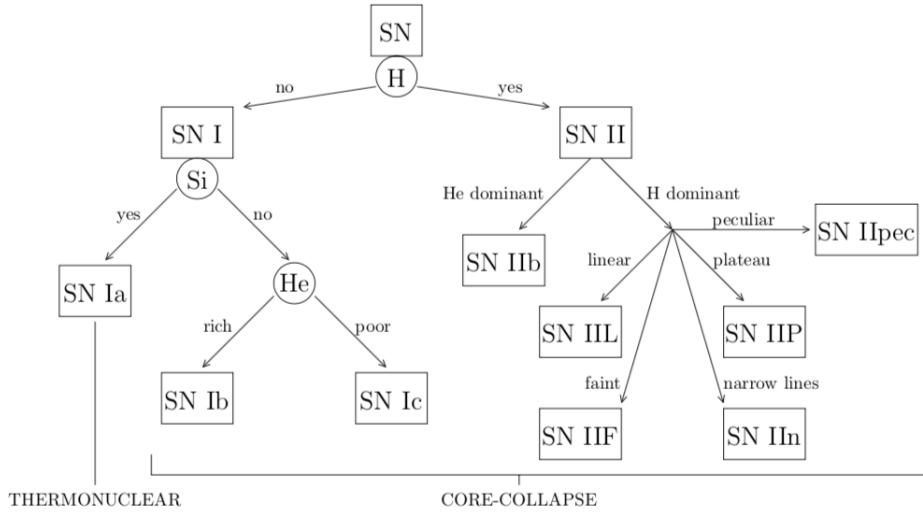 SN
H
no
yes
SN I
SN II
Si
He dominant
H dominant
yes
no
peculiar
SN IIpec
SN IIb
linear
plateau
SN Ia
He
rich
poor
SN IIL
SN IIP
faint
narrow lines
SN Ib
SN Ic
SN IIF
SN IIn
THERMONUCLEAR
CORE-COLLAPSE